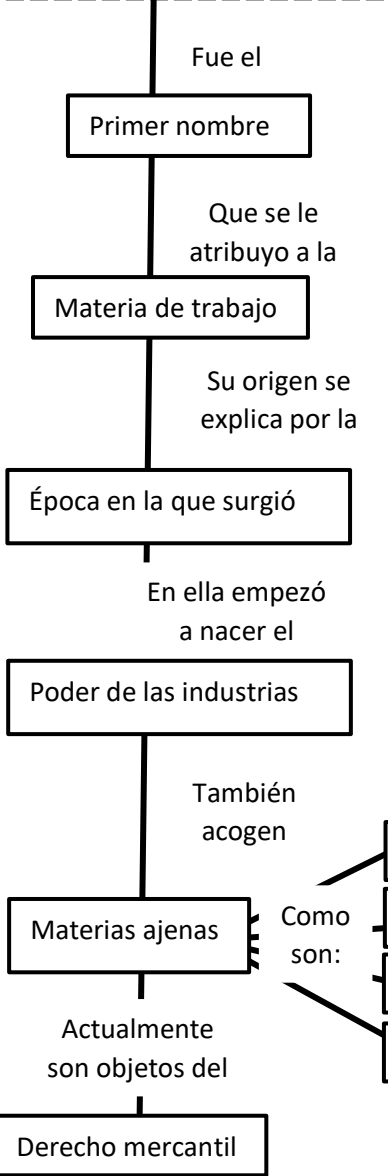 Fue el
Primer nombre
Que se le
atribuyo a la
Materia de trabajo
Su origen se
explica por la
Época en la que surgió
En ella empezó
a nacer el
Poder de las industrias
También
acogen
Materias ajenas
Como
son:
Actualmente
son objetos del
Derecho mercantil